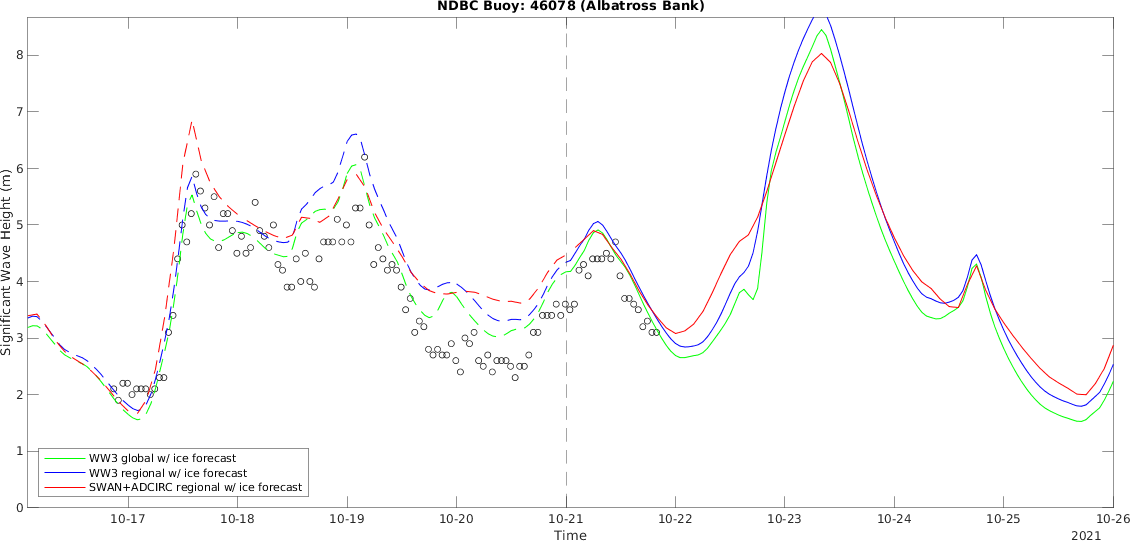 NDBC Buoy: 46078 (Albatross Bank)
Significant Wave Height (m)
8
7
6
5
4
3
2
1
0
WW3 global w/ ice forecast
WW3 regional w/ ice forecast
SWAN+ADCIRC regional w/ ice forecast
10-17 10-18 10-19 10-20 10-21 10-22 10-23 10-24 10-25 10-26
Time
2021